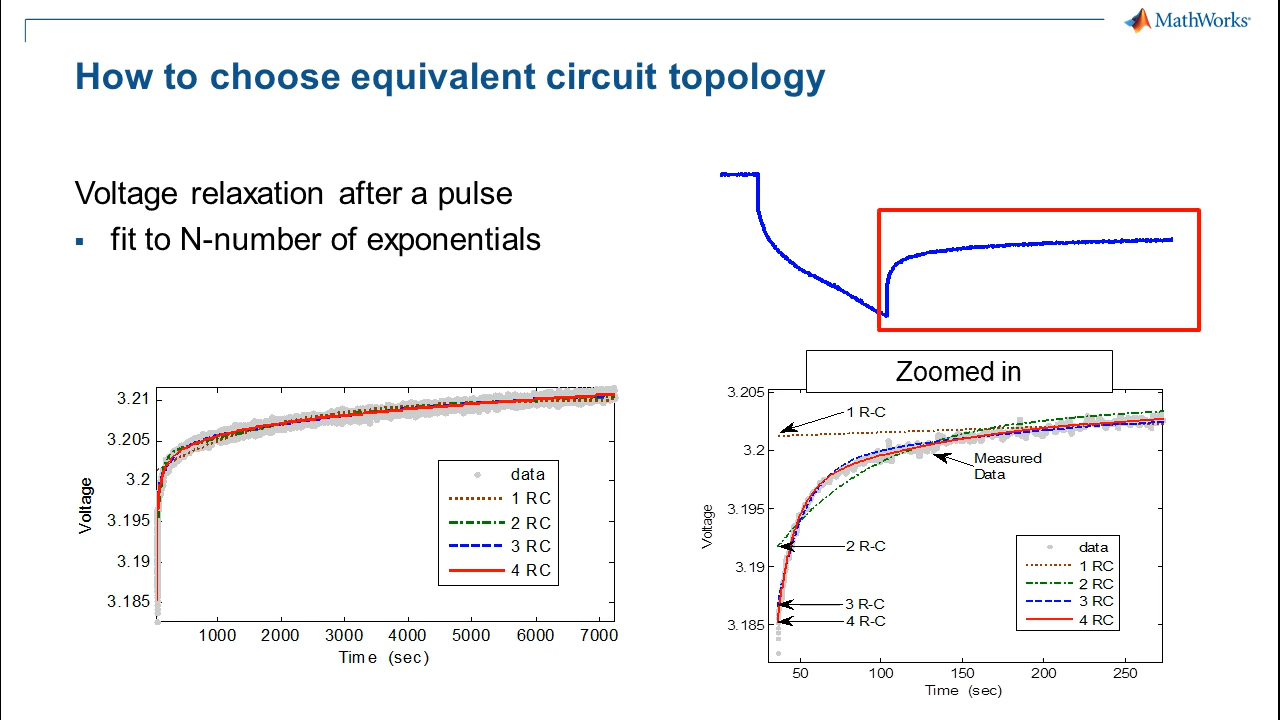 MathWorks®
How to choose equivalent circuit topology
Voltage relaxation after a pulse
▪ fit to N-number of exponentials
3.21
3.205
3.2
3.195
3.19
3.185
Voltage
data
1 RC
2 RC
3 RC
4 RC
1000 2000 3000 4000 5000 6000 7000
Time (sec)
Zoomed in
3.205
3.2
3.195
3.19
3.185
Voltage
1 R-C
Measured
Data
2 R-C
3 R-C
4 R-C
data
1 RC
2 RC
3 RC
4 RC
50 100 150 200 250
Time (sec)